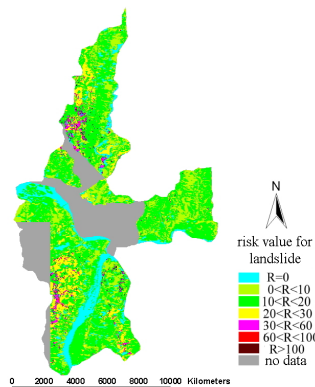 N
risk value for
landslide
R=0
0<R<10
10<R<20
20<R<30
30<R<60
60<R<100
R>100
no data
0 2000 4000 6000 8000 10000 Kilometers